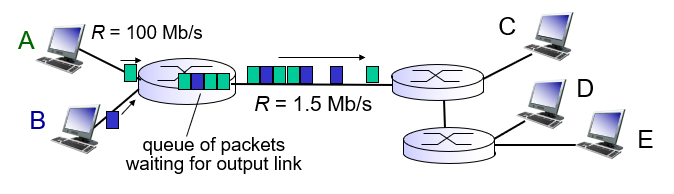 A
R = 100 Mb/s
C
B
R = 1.5 Mb/s
D
E
queue of packets
waiting for output link